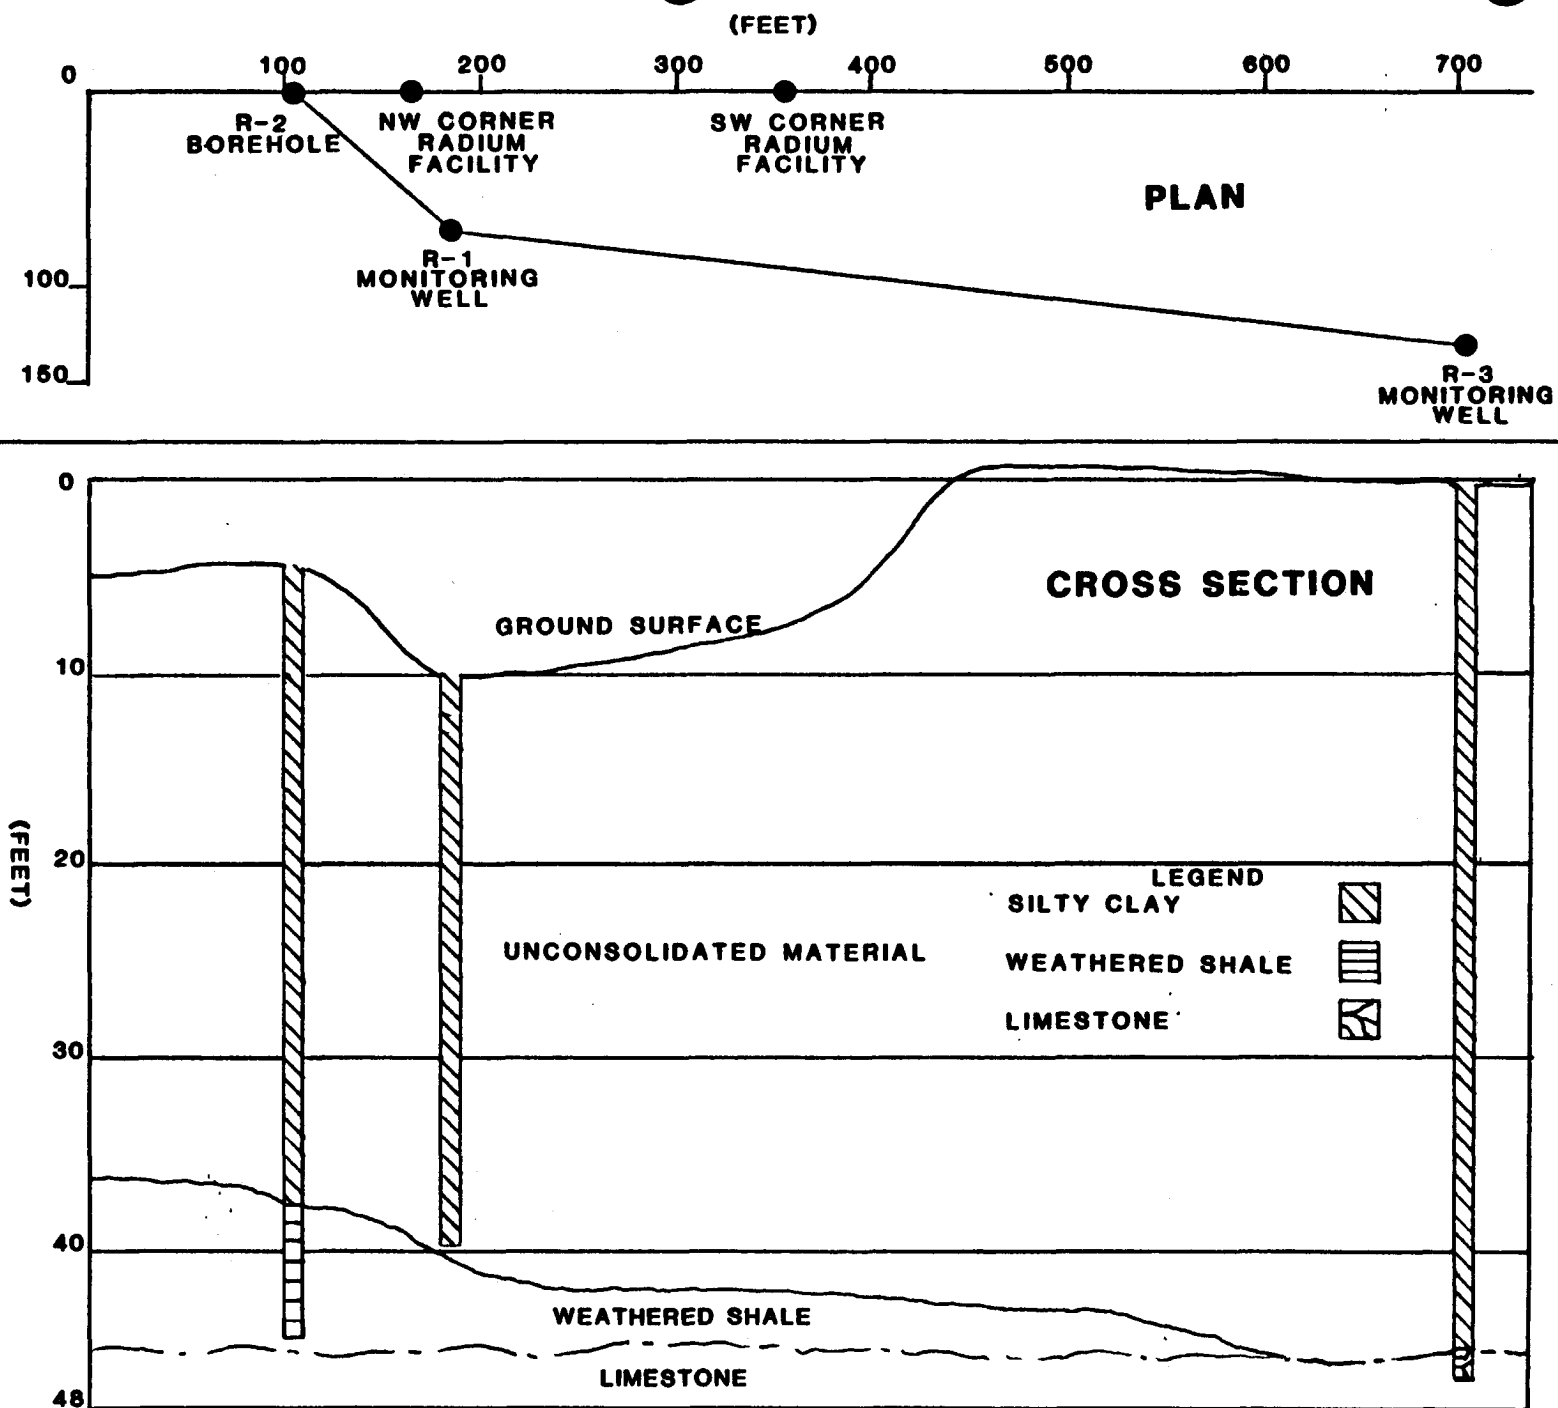 (FEET)
0 100 200 300 400 500 600 700
R-2
BOREHOLE
NW CORNER
RADIUM
FACILITY
SW CORNER
RADIUM
FACILITY
PLAN
R-1
MONITORING
WELL
100
150
R-3
MONITORING
WELL
0
CROSS SECTION
GROUND SURFACE
10
(FEET)
20
LEGEND
SILTY CLAY
UNCONSOLIDATED MATERIAL
WEATHERED SHALE
LIMESTONE
30
40
WEATHERED SHALE
LIMESTONE
48